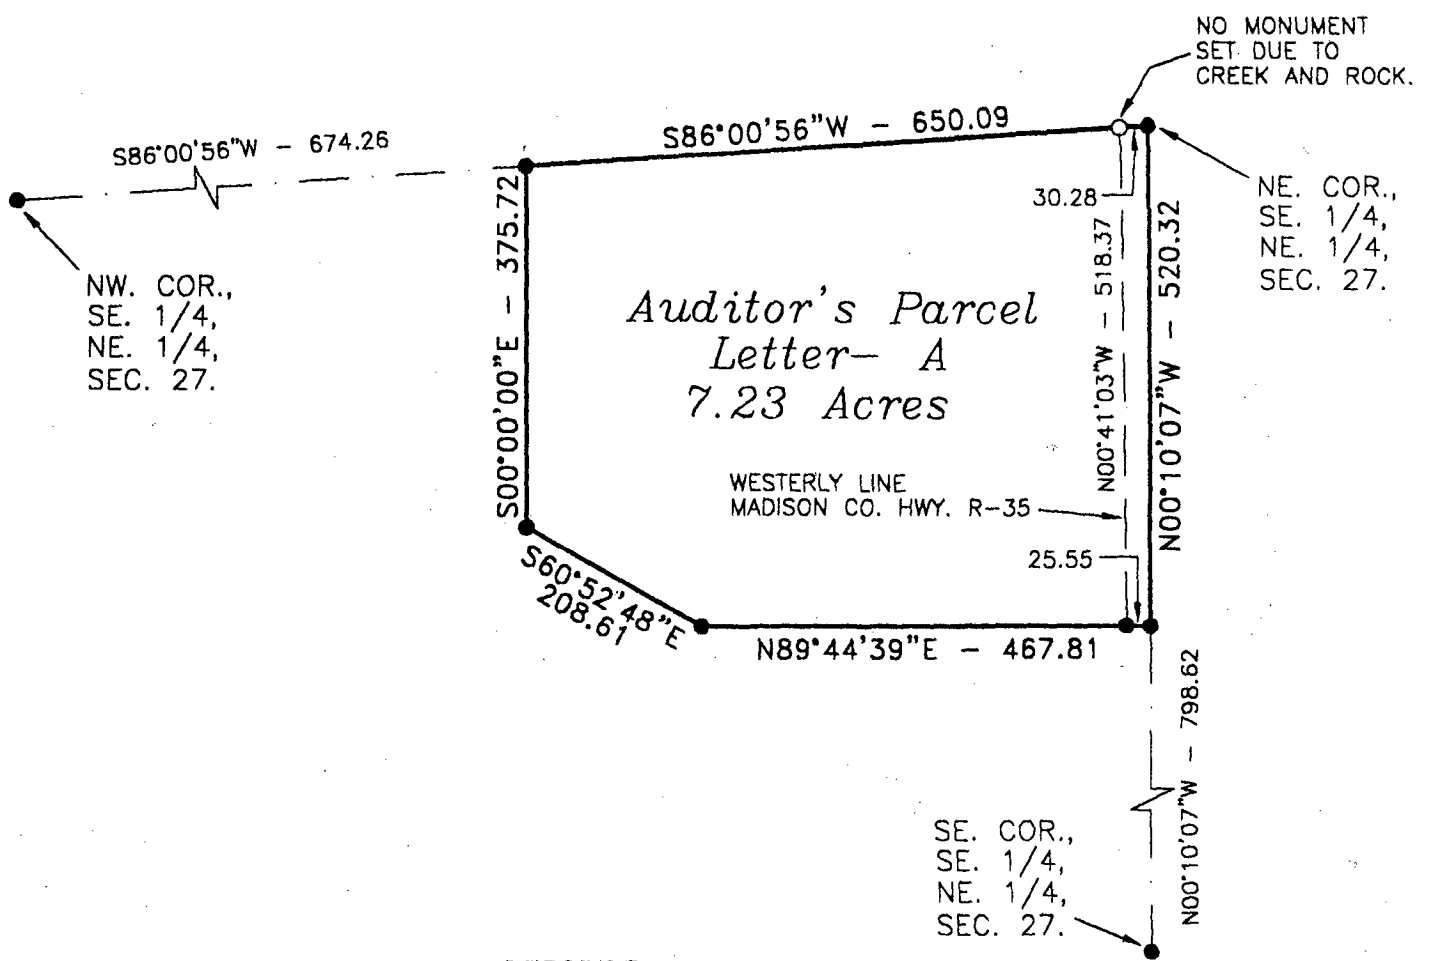 NO MONUMENT
SET DUE TO
CREEK AND ROCK.
S86°00'56"W - 674.26
S86°00'56"W - 650.09
30.28
NE. COR.,
SE. 1/4,
NE. 1/4,
SEC. 27.
NW. COR.,
SE. 1/4,
NE. 1/4,
SEC. 27.
S00°00'00"E - 375.72
Auditor's Parcel
Letter- A
7.23 Acres
N00°41'03"W - 518.37
N00°10'07"W - 520.32
WESTERLY LINE
MADISON CO. HWY. R-35
25.55
S60°52'48"E
208.61
N89°44'39"E - 467.81
N00°10'07"W - 798.62
SE. COR.,
SE. 1/4,
NE. 1/4,
SEC. 27.